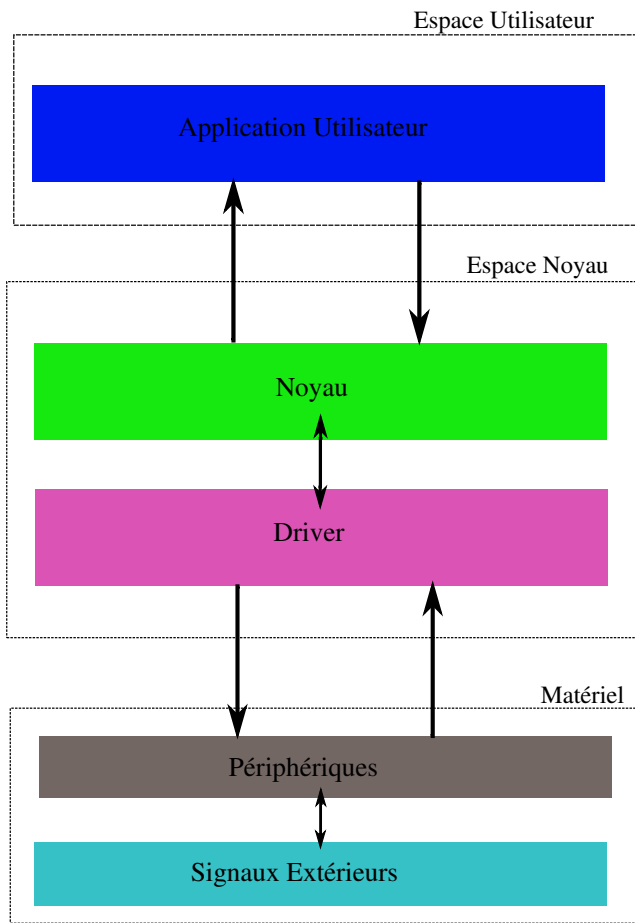 Espace Utilisateur
Application Utilisateur
Espace Noyau
Noyau
Driver
Matériel
Périphériques
Signaux Extérieurs